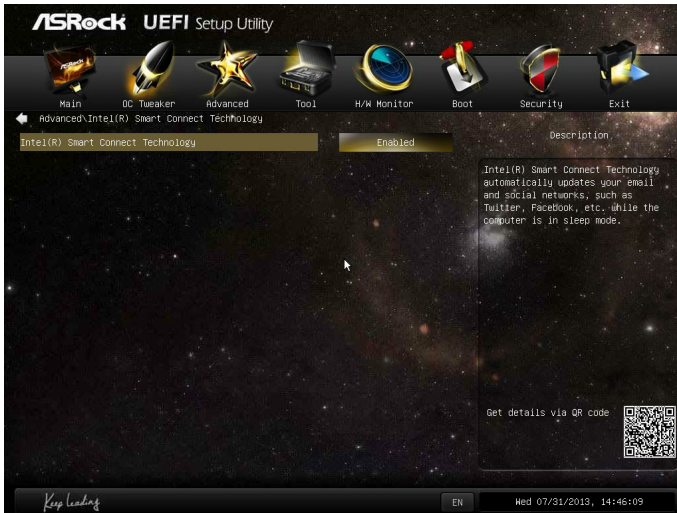 ASRock UEFI Setup Utility
ASRock
Main OC Tweaker Advanced Tool H/W Monitor Boot Security Exit
Advanced\Intel(R) Smart Connect Technology
Description
Intel(R) Smart Connect Technology Enabled
Intel(R) Smart Connect Technology
automatically updates your email
and social networks, such as
Twitter, Facebook, etc. while the
computer is in sleep mode.
Get details via QR code
Keep Leading
EN
Wed 07/31/2013, 14:46:09